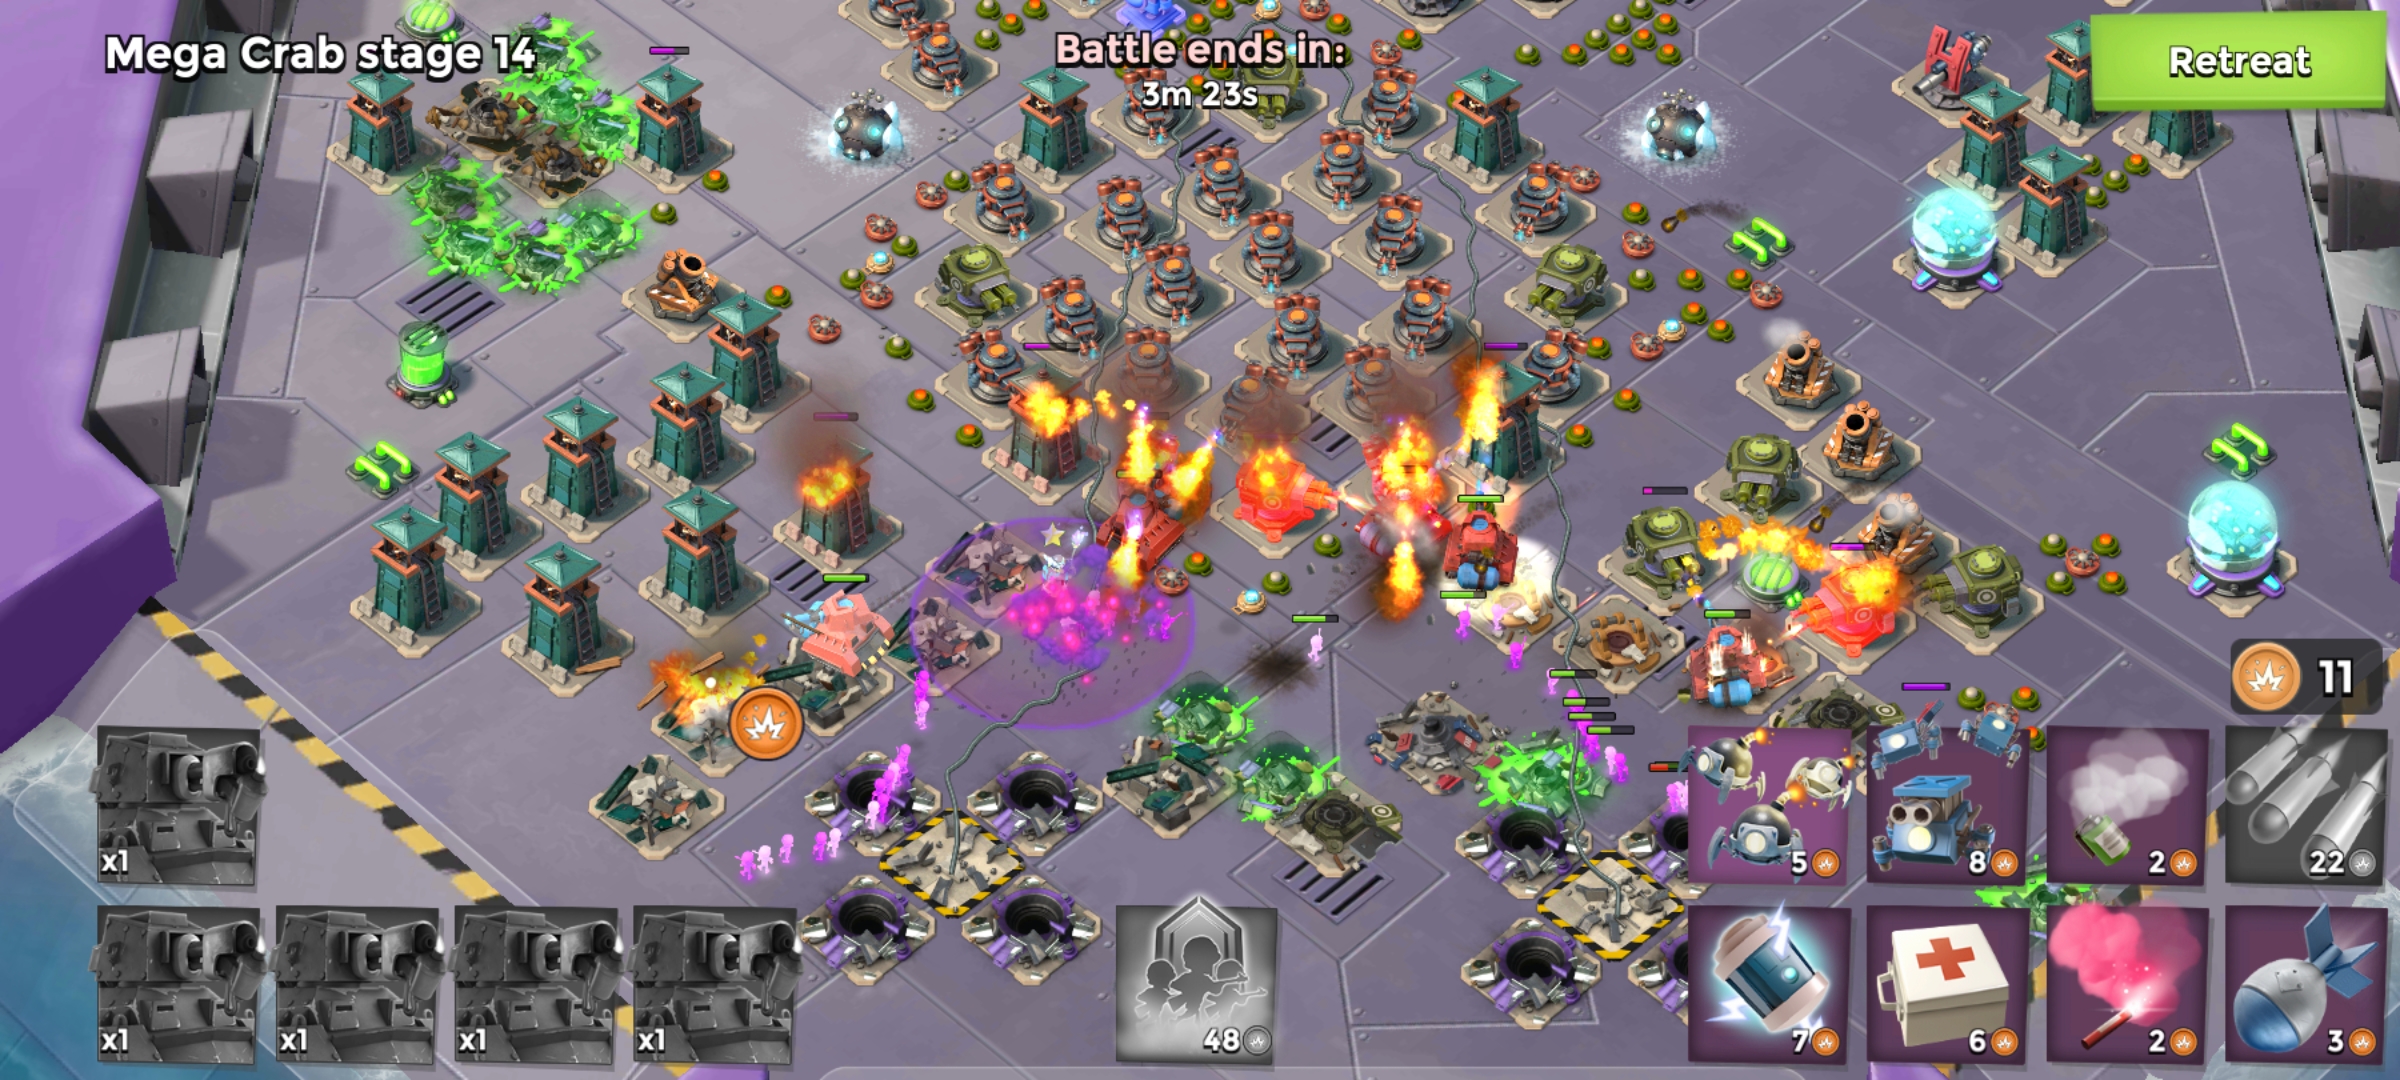 Mega Crab stage 14
Battle ends in:
3m 23s
Retreat
11
x1
5
8
2
22
x1
x1
x1
x1
48
7
6
2
3